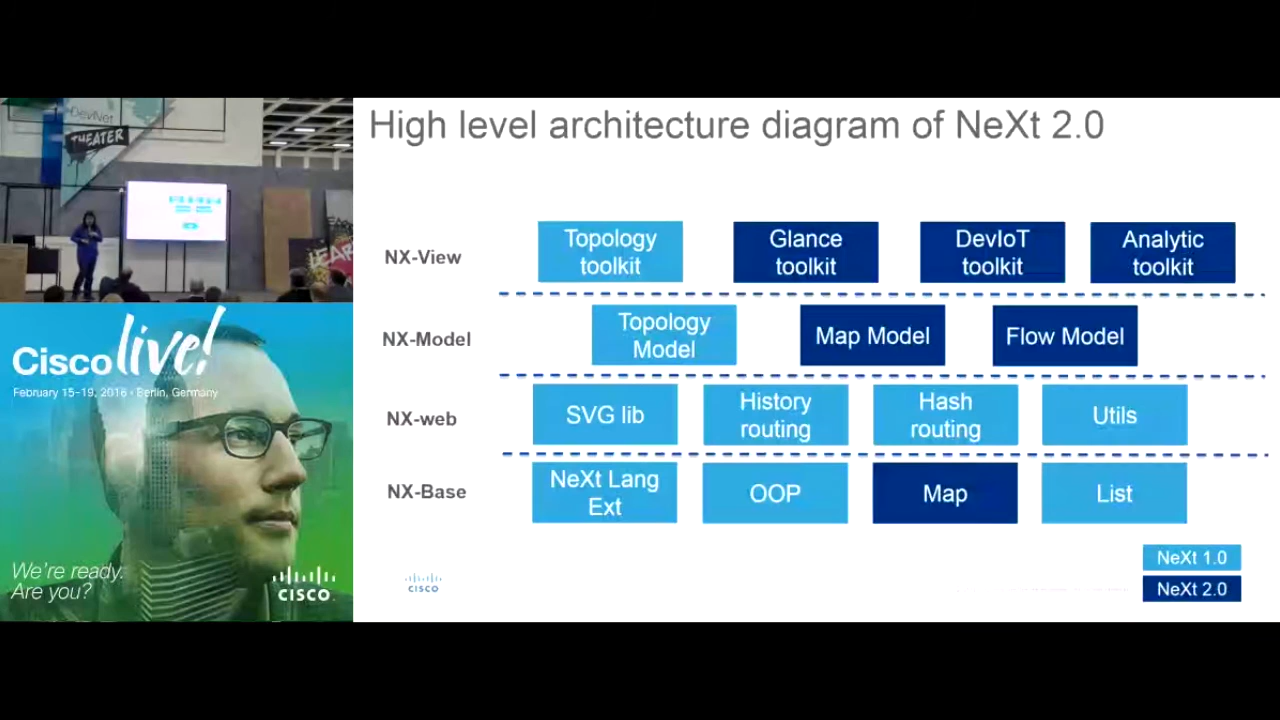 DevNet
THEATER
Cisco live!
February 15-19, 2016 • Berlin, Germany
We're ready.
Are you?
CISCO
High level architecture diagram of NeXt 2.0
NX-View
Topology
toolkit
Glance
toolkit
DevIoT
toolkit
Analytic
toolkit
NX-Model
Topology
Model
Map Model
Flow Model
NX-web
SVG lib
History
routing
Hash
routing
Utils
NX-Base
NeXt Lang
Ext
OOP
Map
List
NeXt 1.0
NeXt 2.0
CISCO